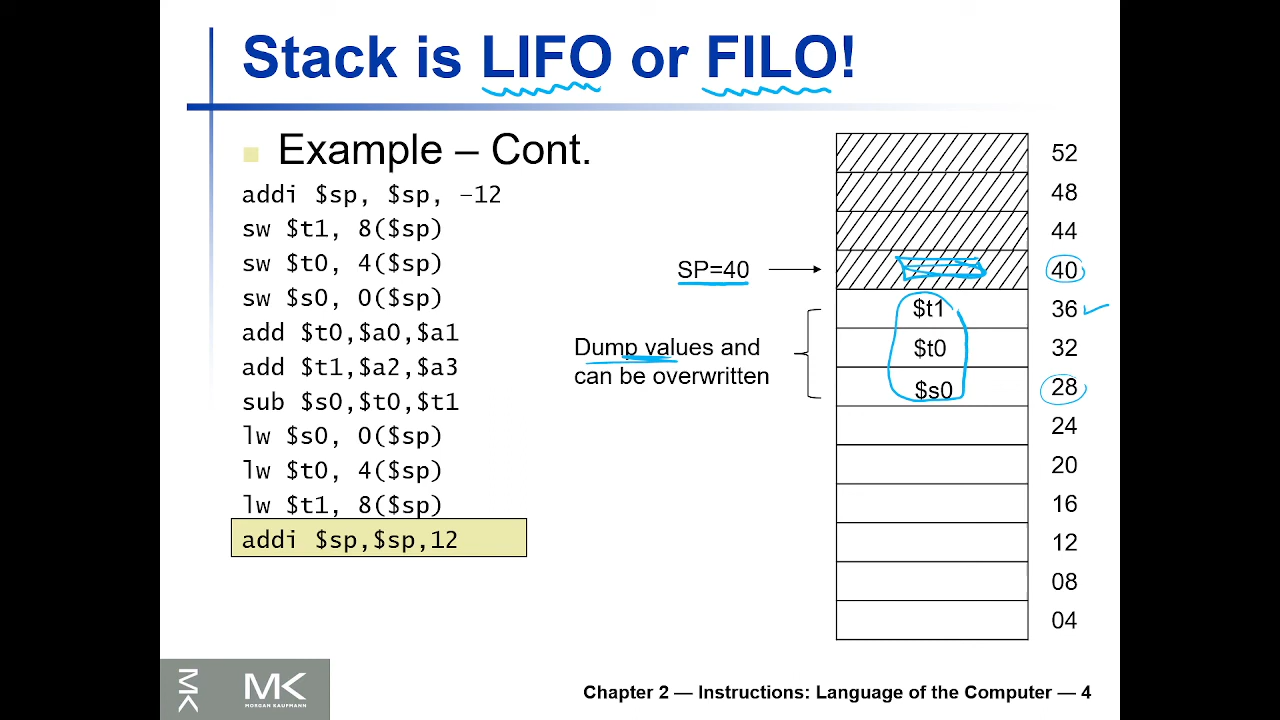 Stack is LIFO or FILO!
Example – Cont.
addi $sp, $sp, –12
sw $t1, 8($sp)
sw $t0, 4($sp)
sw $s0, 0($sp)
add $t0,$a0,$a1
add $t1,$a2,$a3
sub $s0,$t0,$t1
lw $s0, 0($sp)
lw $t0, 4($sp)
lw $t1, 8($sp)
addi $sp,$sp,12
SP=40
Dump values and
can be overwritten
52
48
44
40
$t1 36
$t0 32
$s0 28
24
20
16
12
08
04
MK
MK
MORGAN KAUFMANN
Chapter 2 — Instructions: Language of the Computer — 4